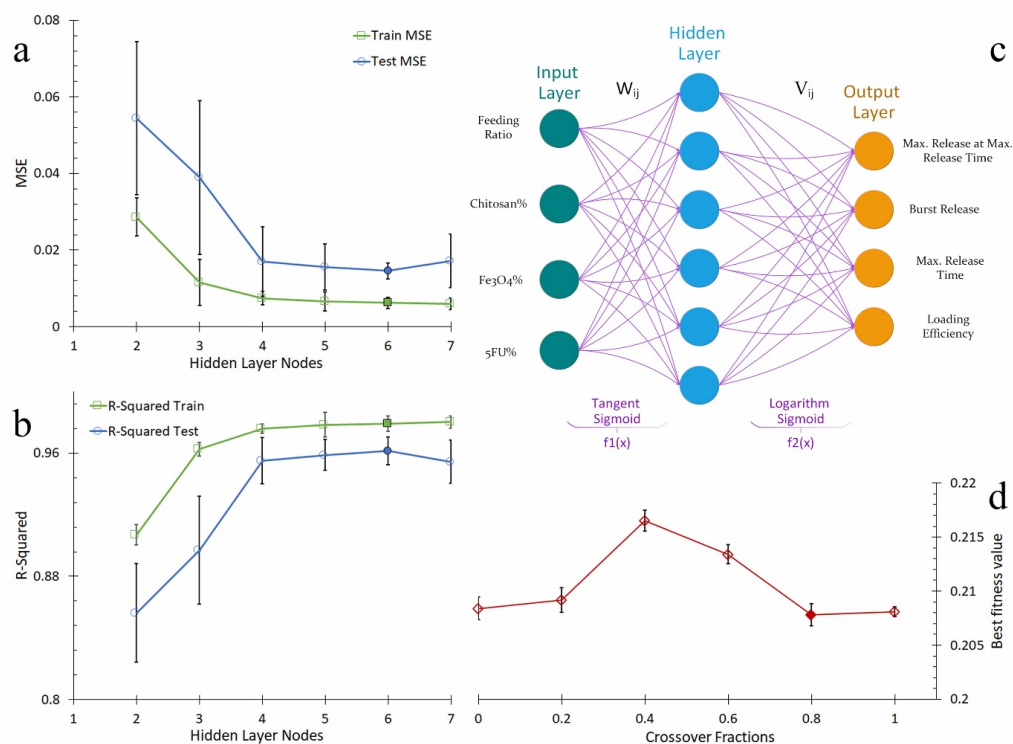 a
0.08
0.06
0.04
0.02
0
MSE
Train MSE
Test MSE
1 2 3 4 5 6 7
Hidden Layer Nodes
c
Input
Layer
Wij
Hidden
Layer
Vij
Output
Layer
Feeding
Ratio
Chitosan%
Fe3O4%
5FU%
Max. Release at Max.
Release Time
Burst Release
Max. Release
Time
Loading
Efficiency
Tangent
Sigmoid
f1(x)
Logarithm
Sigmoid
f2(x)
b
R-Squared Train
R-Squared Test
0.96
0.88
0.8
R-Squared
1 2 3 4 5 6 7
Hidden Layer Nodes
d
0.22
0.215
0.21
0.205
0.2
Best fitness value
0 0.2 0.4 0.6 0.8 1
Crossover Fractions